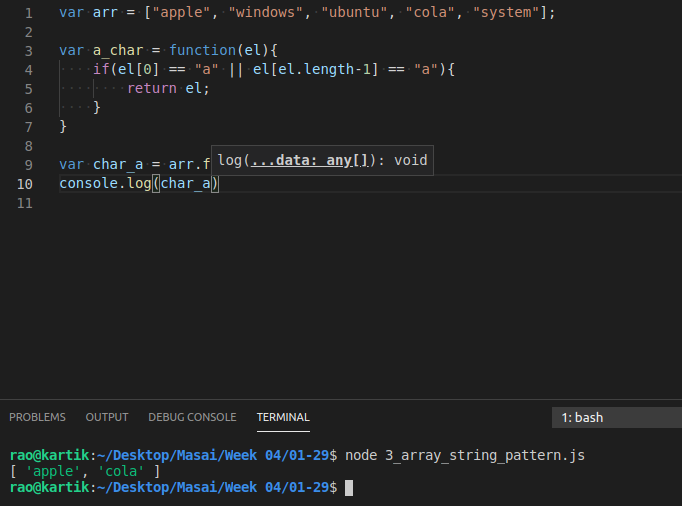 1 var arr = ["apple", "windows", "ubuntu", "cola", "system"];
2
3 var a_char = function(el){
4 if(el[0] == "a" || el[el.length-1] == "a"){
5 return el;
6 }
7 }
8
9 var char_a = arr.f
log(...data: any[]): void
10 console.log(char_a)
11
PROBLEMS OUTPUT DEBUG CONSOLE TERMINAL 1: bash
rao@kartik:~/Desktop/Masai/Week 04/01-29$ node 3_array_string_pattern.js
[ 'apple', 'cola' ]
rao@kartik:~/Desktop/Masai/Week 04/01-29$